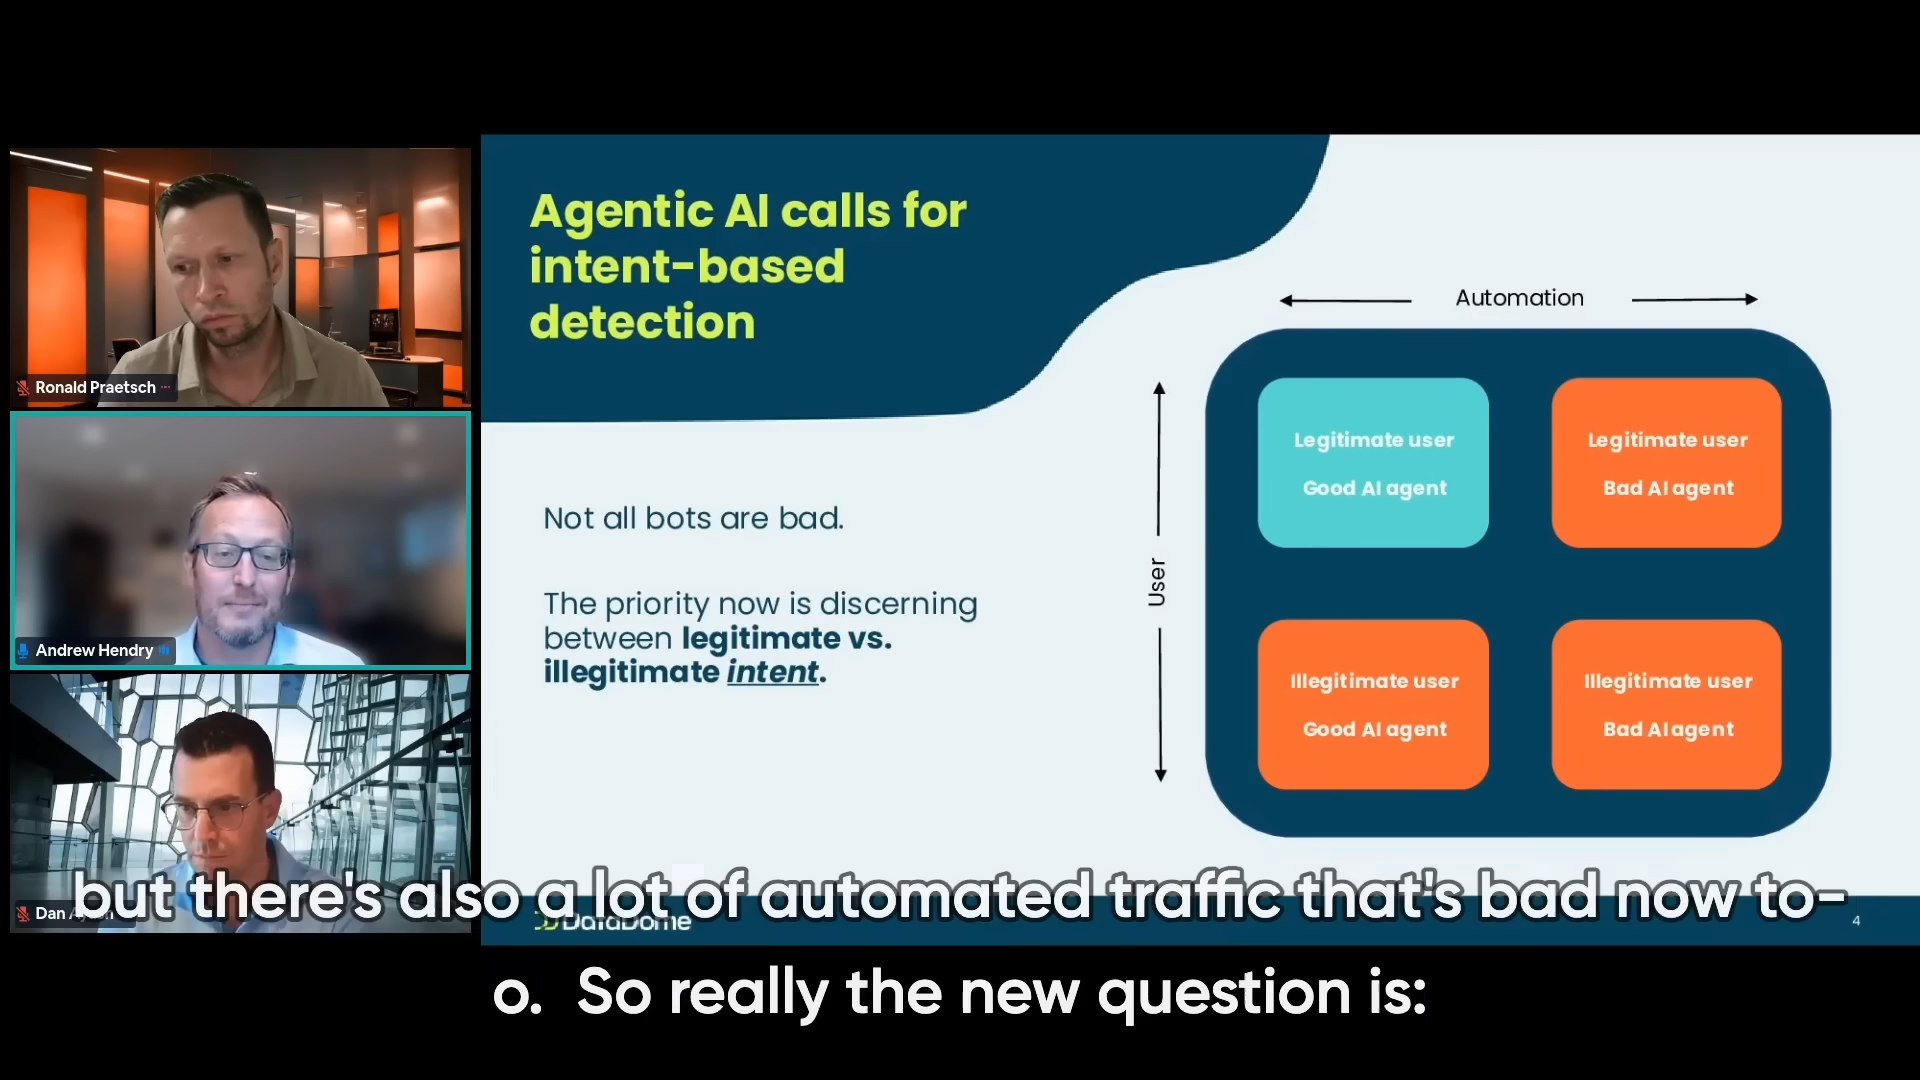 Ronald Praetsch
Andrew Hendry
Dan
Agentic AI calls for
intent-based
detection
Not all bots are bad.
The priority now is discerning
between legitimate vs.
illegitimate intent.
Automation
User
Legitimate user
Good AI agent
Legitimate user
Bad AI agent
Illegitimate user
Good AI agent
Illegitimate user
Bad AI agent
DataDome
4
but there's also a lot of automated traffic that's bad now to-
o. So really the new question is: